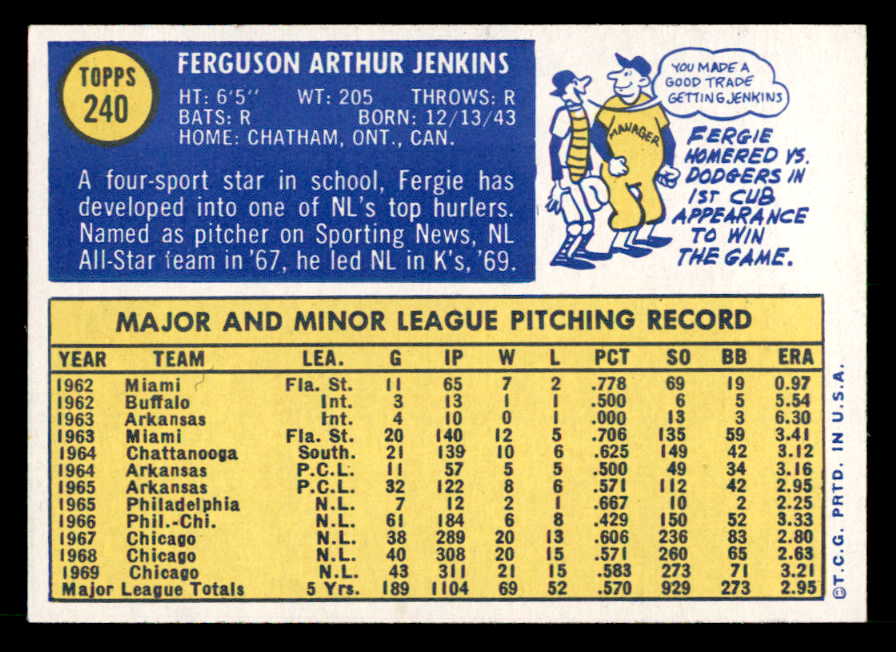 TOPPS
240
FERGUSON ARTHUR JENKINS
HT: 6'5" WT: 205 THROWS: R
BATS: R BORN: 12/13/43
HOME: CHATHAM, ONT., CAN.
A four-sport star in school, Fergie has
developed into one of NL's top hurlers.
Named as pitcher on Sporting News, NL
All-Star team in '67, he led NL in K's, '69.
YOU MADE A
GOOD TRADE
GETTING JENKINS
MANAGER
FERGIE
HOMERED VS.
DODGERS IN
1ST CUB
APPEARANCE
TO WIN
THE GAME.
MAJOR AND MINOR LEAGUE PITCHING RECORD
YEAR TEAM LEA. G IP W L PCT SO BB ERA
1962 Miami Fla. St. 11 65 7 2 .778 69 19 0.97
1962 Buffalo Int. 3 13 1 1 .500 6 5 5.54
1963 Arkansas Int. 4 10 0 1 .000 13 3 6.30
1963 Miami Fla. St. 20 140 12 5 .706 135 59 3.41
1964 Chattanooga South. 21 139 10 6 .625 149 42 3.12
1964 Arkansas P.C.L. 11 57 5 5 .500 49 34 3.16
1965 Arkansas P.C.L. 32 122 8 6 .571 112 42 2.95
1965 Philadelphia N.L. 7 12 2 1 .667 10 2 2.25
1966 Phil.-Chi. N.L. 61 184 6 8 .429 150 52 3.33
1967 Chicago N.L. 38 289 20 13 .606 236 83 2.80
1968 Chicago N.L. 40 308 20 15 .571 260 65 2.63
1969 Chicago N.L. 43 311 21 15 .583 273 71 3.21
Major League Totals 5 Yrs. 189 1104 69 52 .570 929 273 2.95
©T.C.G. PRTD. IN U.S.A.